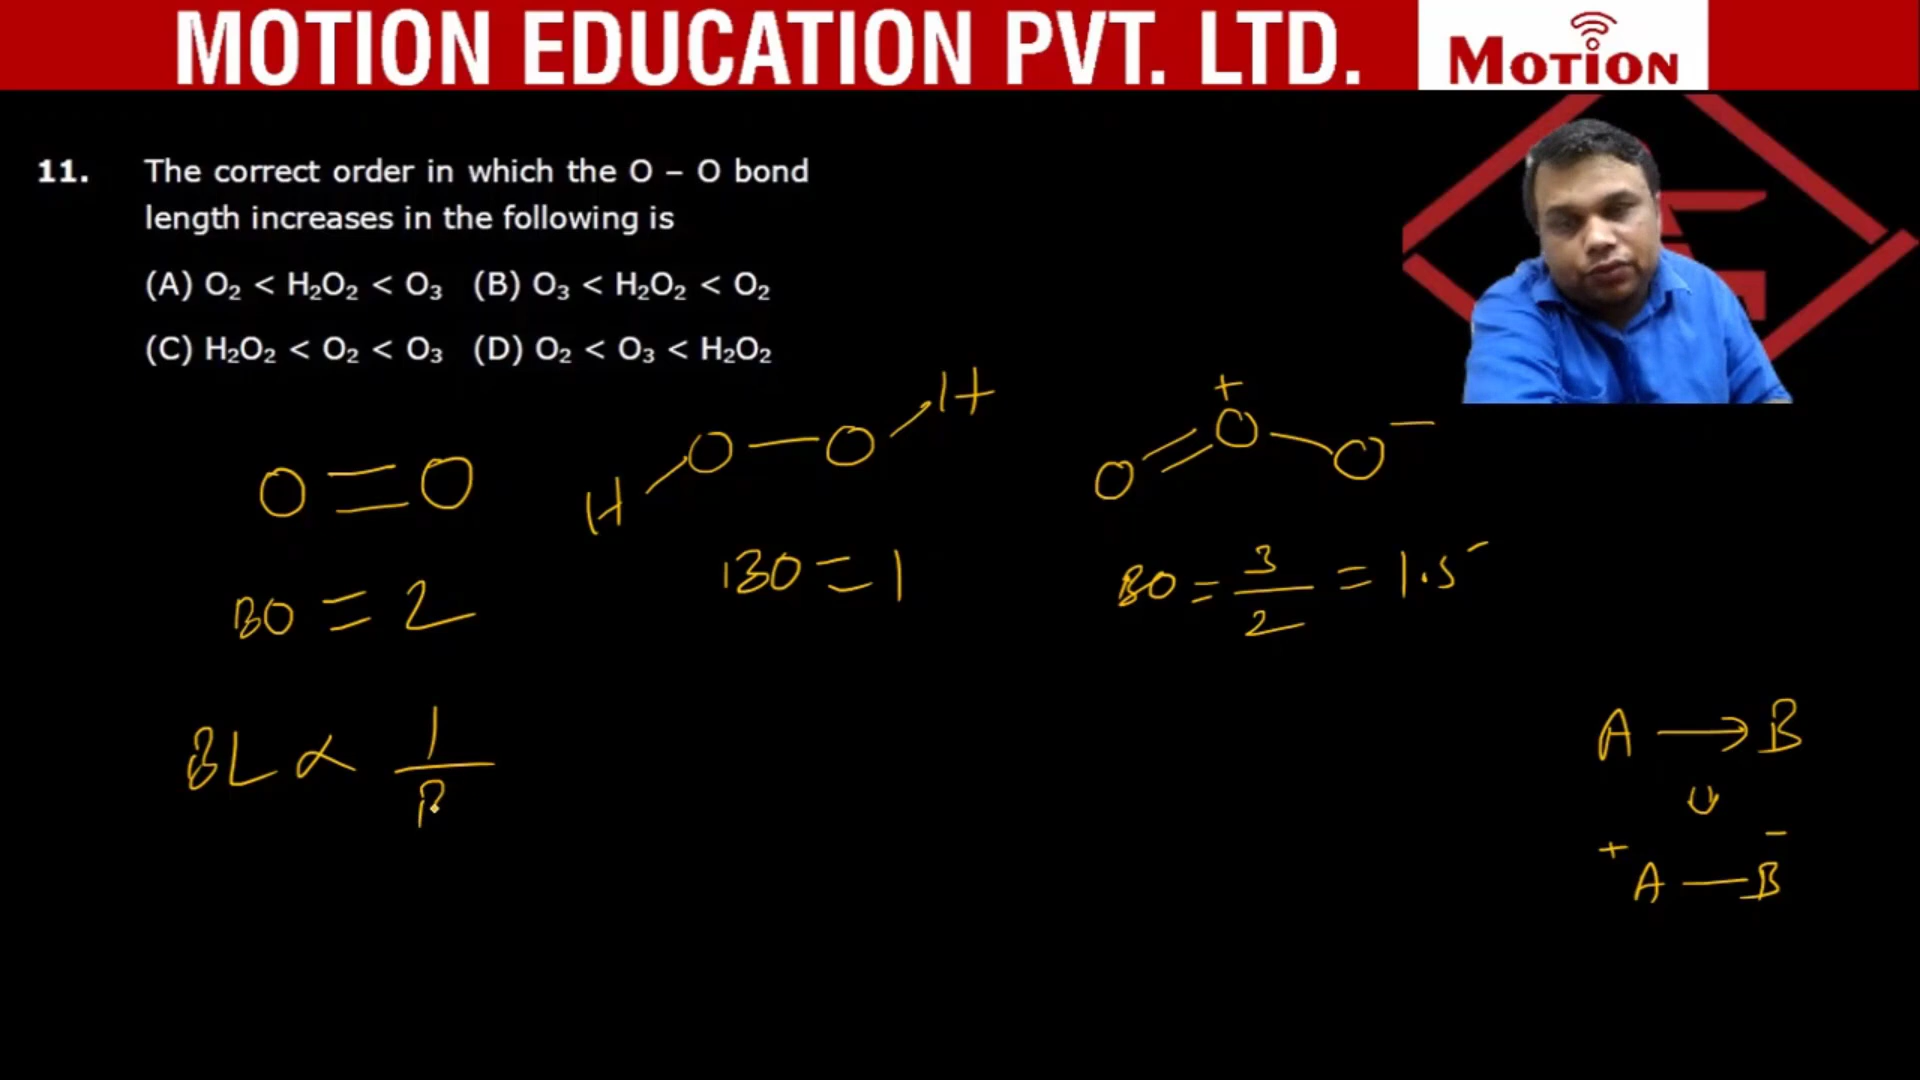 MOTION EDUCATION PVT. LTD.
MOTION
11. The correct order in which the O – O bond
length increases in the following is
(A) O₂ < H₂O₂ < O₃ (B) O₃ < H₂O₂ < O₂
(C) H₂O₂ < O₂ < O₃ (D) O₂ < O₃ < H₂O₂
O=O
H-O-O-H
O=O⁺-O⁻
BO = 2
BO = 1
BO = 3/2 = 1.5
BL ∝ 1/B
A → B
⁺A — B⁻